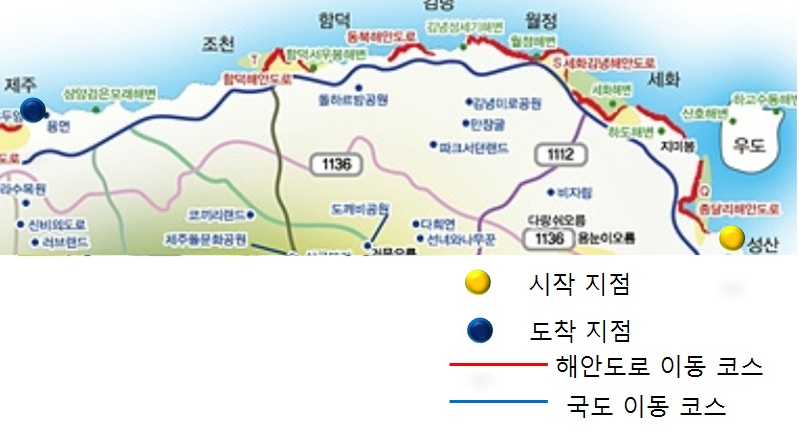 김녕
함덕
월정
동북해안도로
김녕성세기해변
조천
월정해변
T
함덕서우봉해변
S 세화김녕해안도로
함덕해안도로
세화
제주
삼양검은모래해변
세화해변
돌하르방공원
김녕미로공원
신호해변
하고수동해변
용연
만장굴
하도해변
우도
도로
파크서던랜드
지미봉
1136
1112
라수목원
비자림
Q
종달리해안도로
코끼리랜드
도깨비공원
신비의도로
다희연
다랑쉬오름
러브랜드
제주돌문화공원
선녀와나무꾼
1136
용눈이오름
성산
시작 지점
도착 지점
해안도로 이동 코스
국도 이동 코스